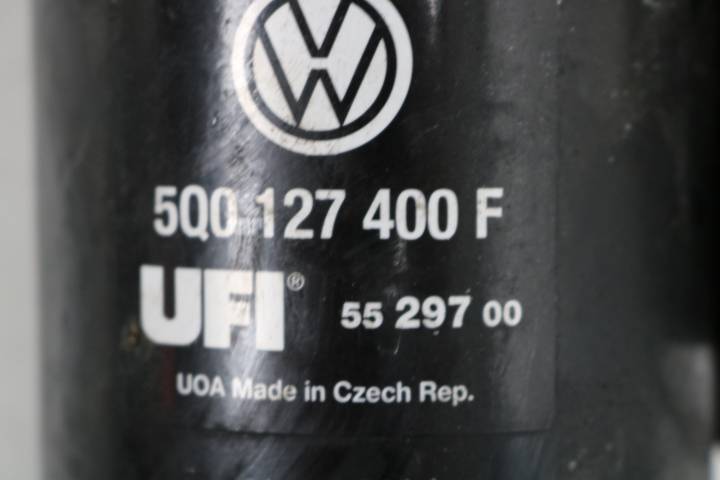 5Q0 127 400 F
UFI® 55 297 00
UOA Made in Czech Rep.